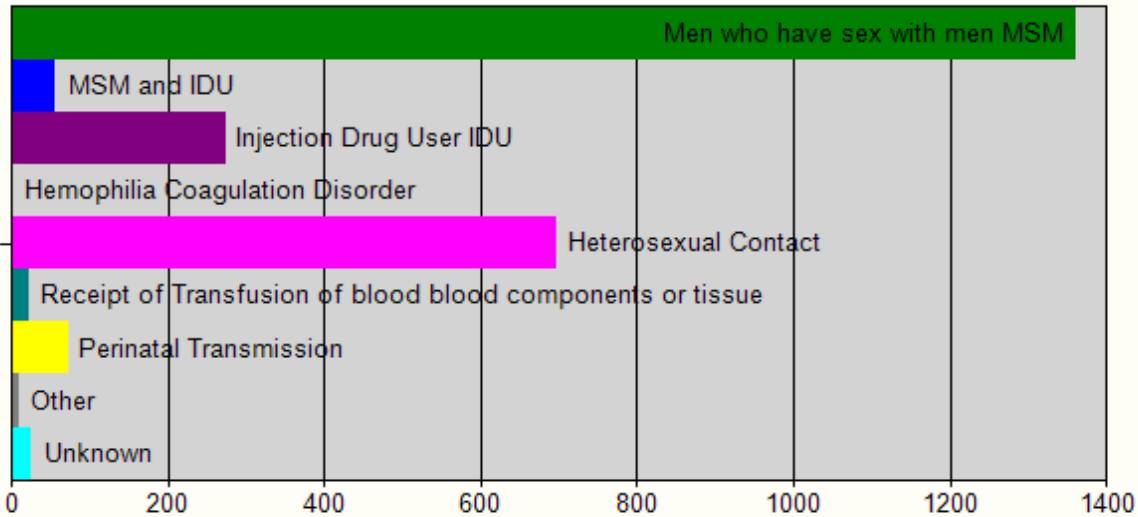 Men who have sex with men MSM
MSM and IDU
Injection Drug User IDU
Hemophilia Coagulation Disorder
Heterosexual Contact
Receipt of Transfusion of blood blood components or tissue
Perinatal Transmission
Other
Unknown
0 200 400 600 800 1000 1200 1400